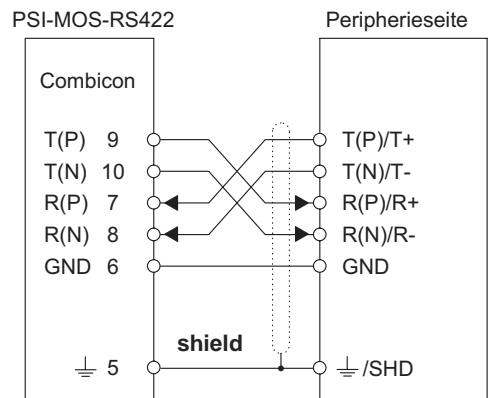 PSI-MOS-RS422 Peripherieseite
Combicon
T(P) 9 T(P)/T+
T(N) 10 T(N)/T-
R(P) 7 R(P)/R+
R(N) 8 R(N)/R-
GND 6 GND
shield
⏚ 5 ⏚/SHD